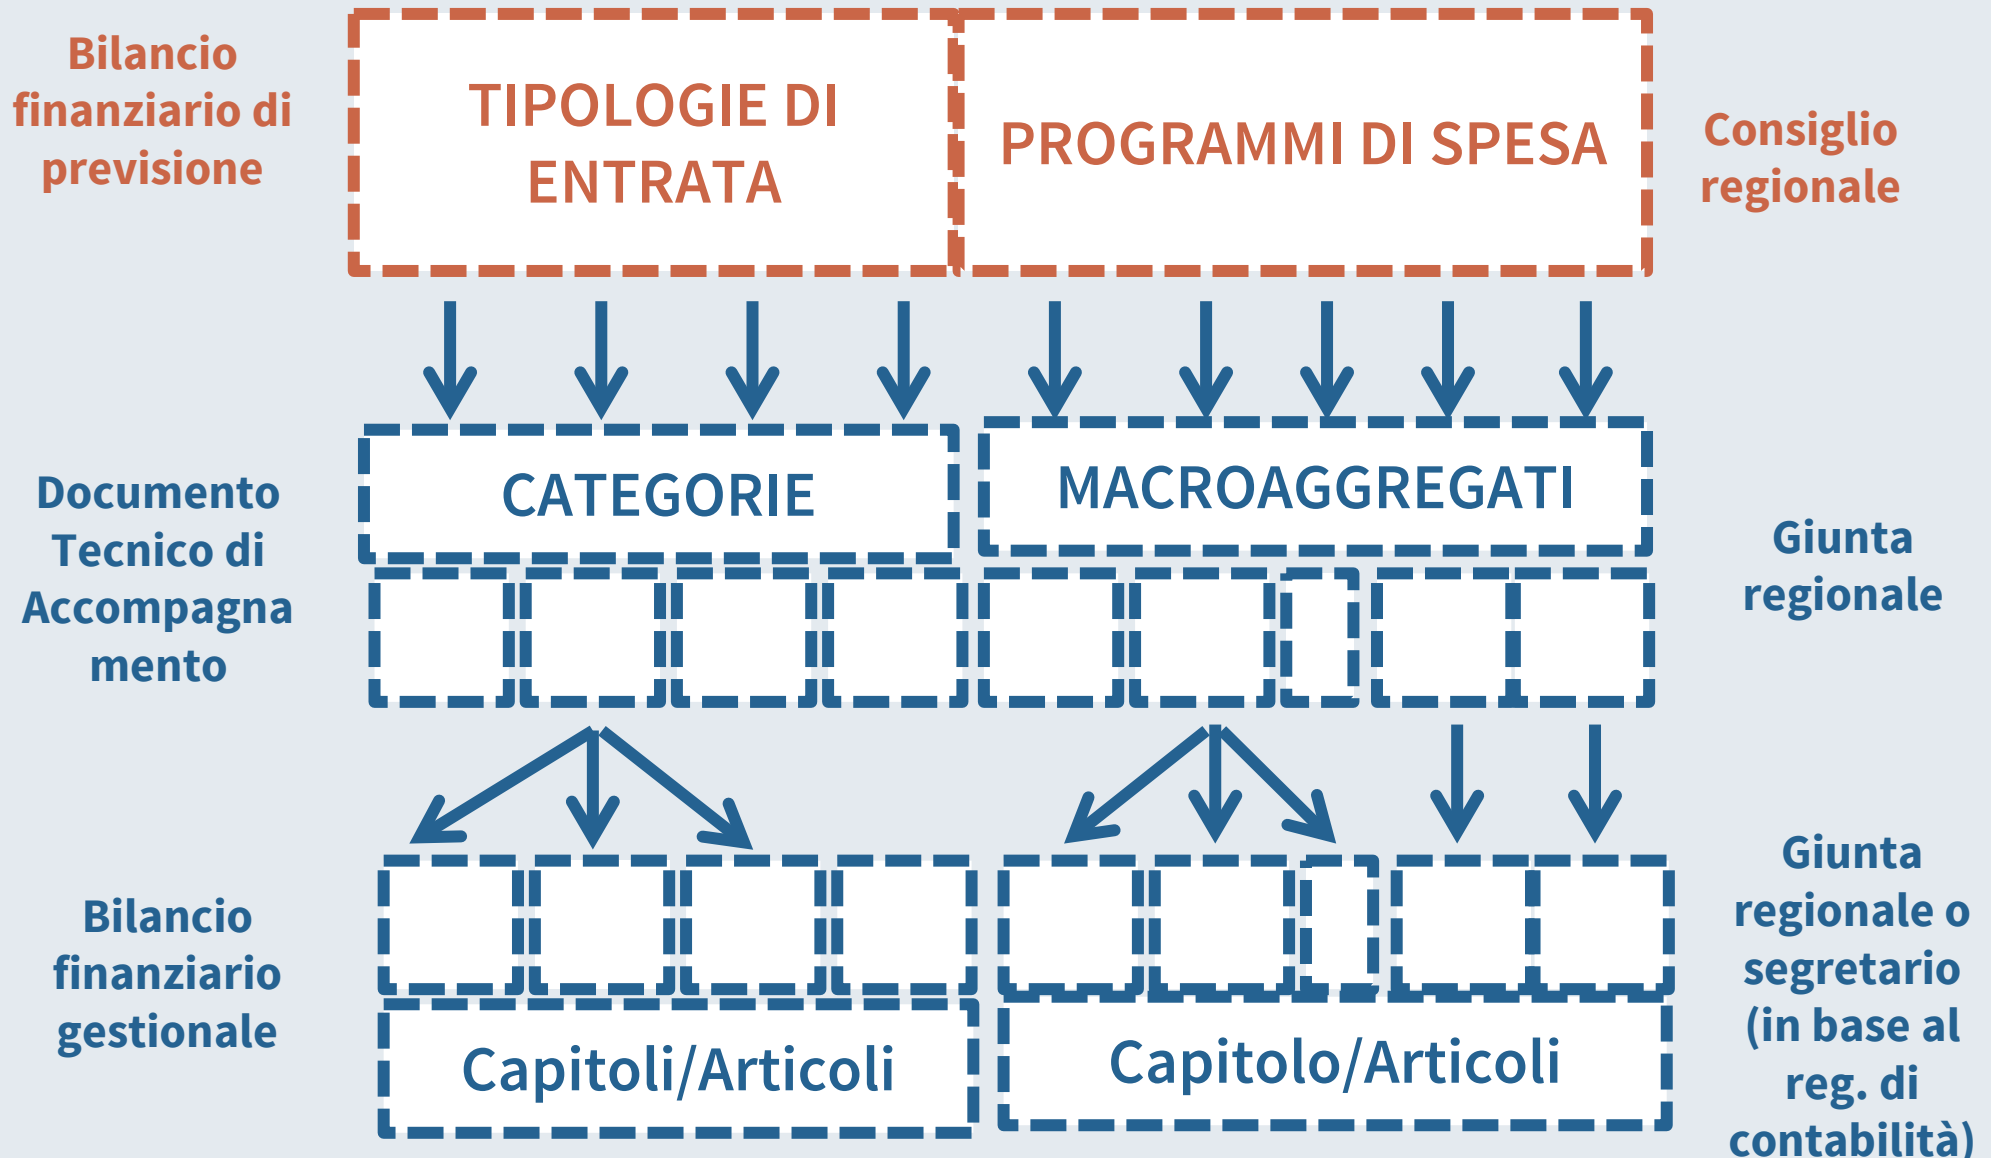 Bilancio
finanziario di
previsione
TIPOLOGIE DI
ENTRATA
PROGRAMMI DI SPESA
Consiglio
regionale
Documento
Tecnico di
Accompagna
mento
CATEGORIE
MACROAGGREGATI
Giunta
regionale
Bilancio
finanziario
gestionale
Capitoli/Articoli
Capitolo/Articoli
Giunta
regionale o
segretario
(in base al
reg. di
contabilità)